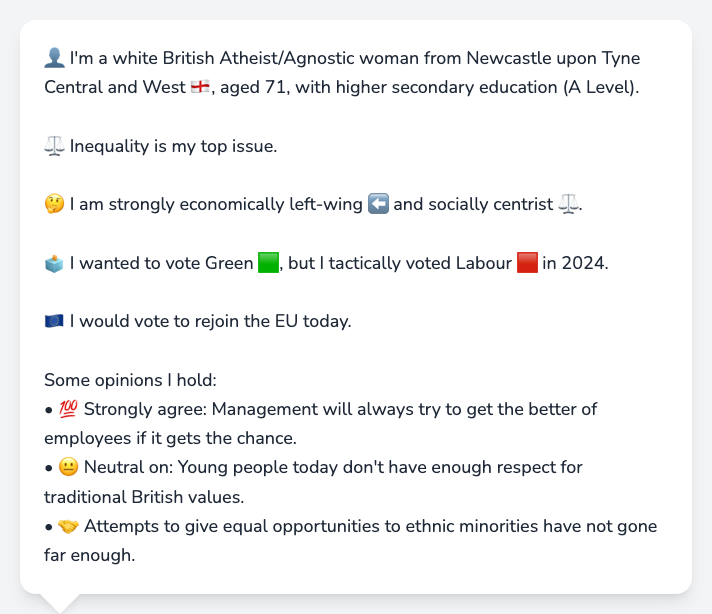 👤 I'm a white British Atheist/Agnostic woman from Newcastle upon Tyne
Central and West 🏴󠁧󠁢󠁥󠁮󠁧󠁿, aged 71, with higher secondary education (A Level).
⚖️ Inequality is my top issue.
🤔 I am strongly economically left-wing ⬅️ and socially centrist ⚖️.
🗳️ I wanted to vote Green 🟩, but I tactically voted Labour 🟥 in 2024.
🇪🇺 I would vote to rejoin the EU today.
Some opinions I hold:
• 💯 Strongly agree: Management will always try to get the better of
employees if it gets the chance.
• 😐 Neutral on: Young people today don't have enough respect for
traditional British values.
• 🤝 Attempts to give equal opportunities to ethnic minorities have not gone
far enough.